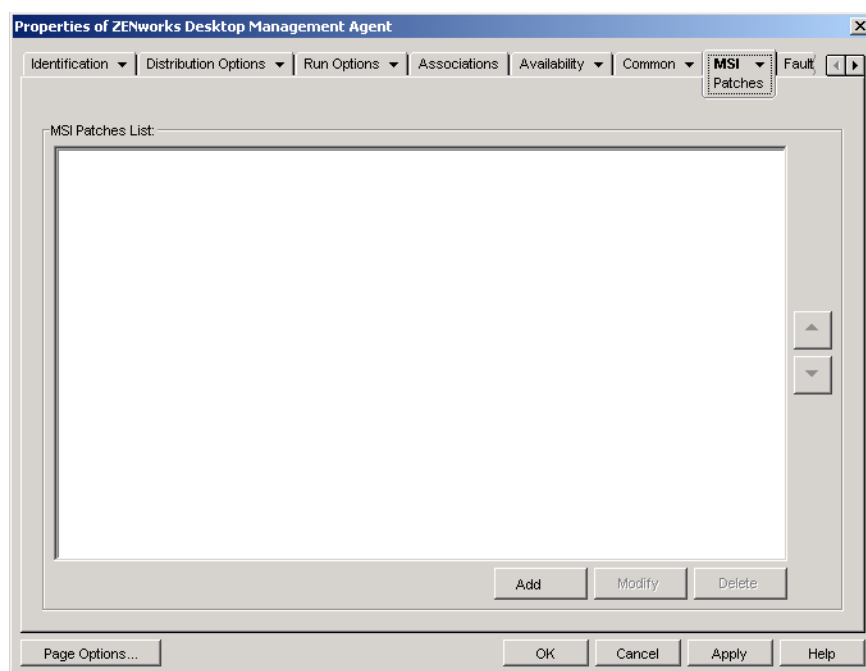 Properties of ZENworks Desktop Management Agent
Identification Distribution Options Run Options Associations Availability Common MSI Fault
Patches
MSI Patches List:
Add Modify Delete
Page Options... OK Cancel Apply Help